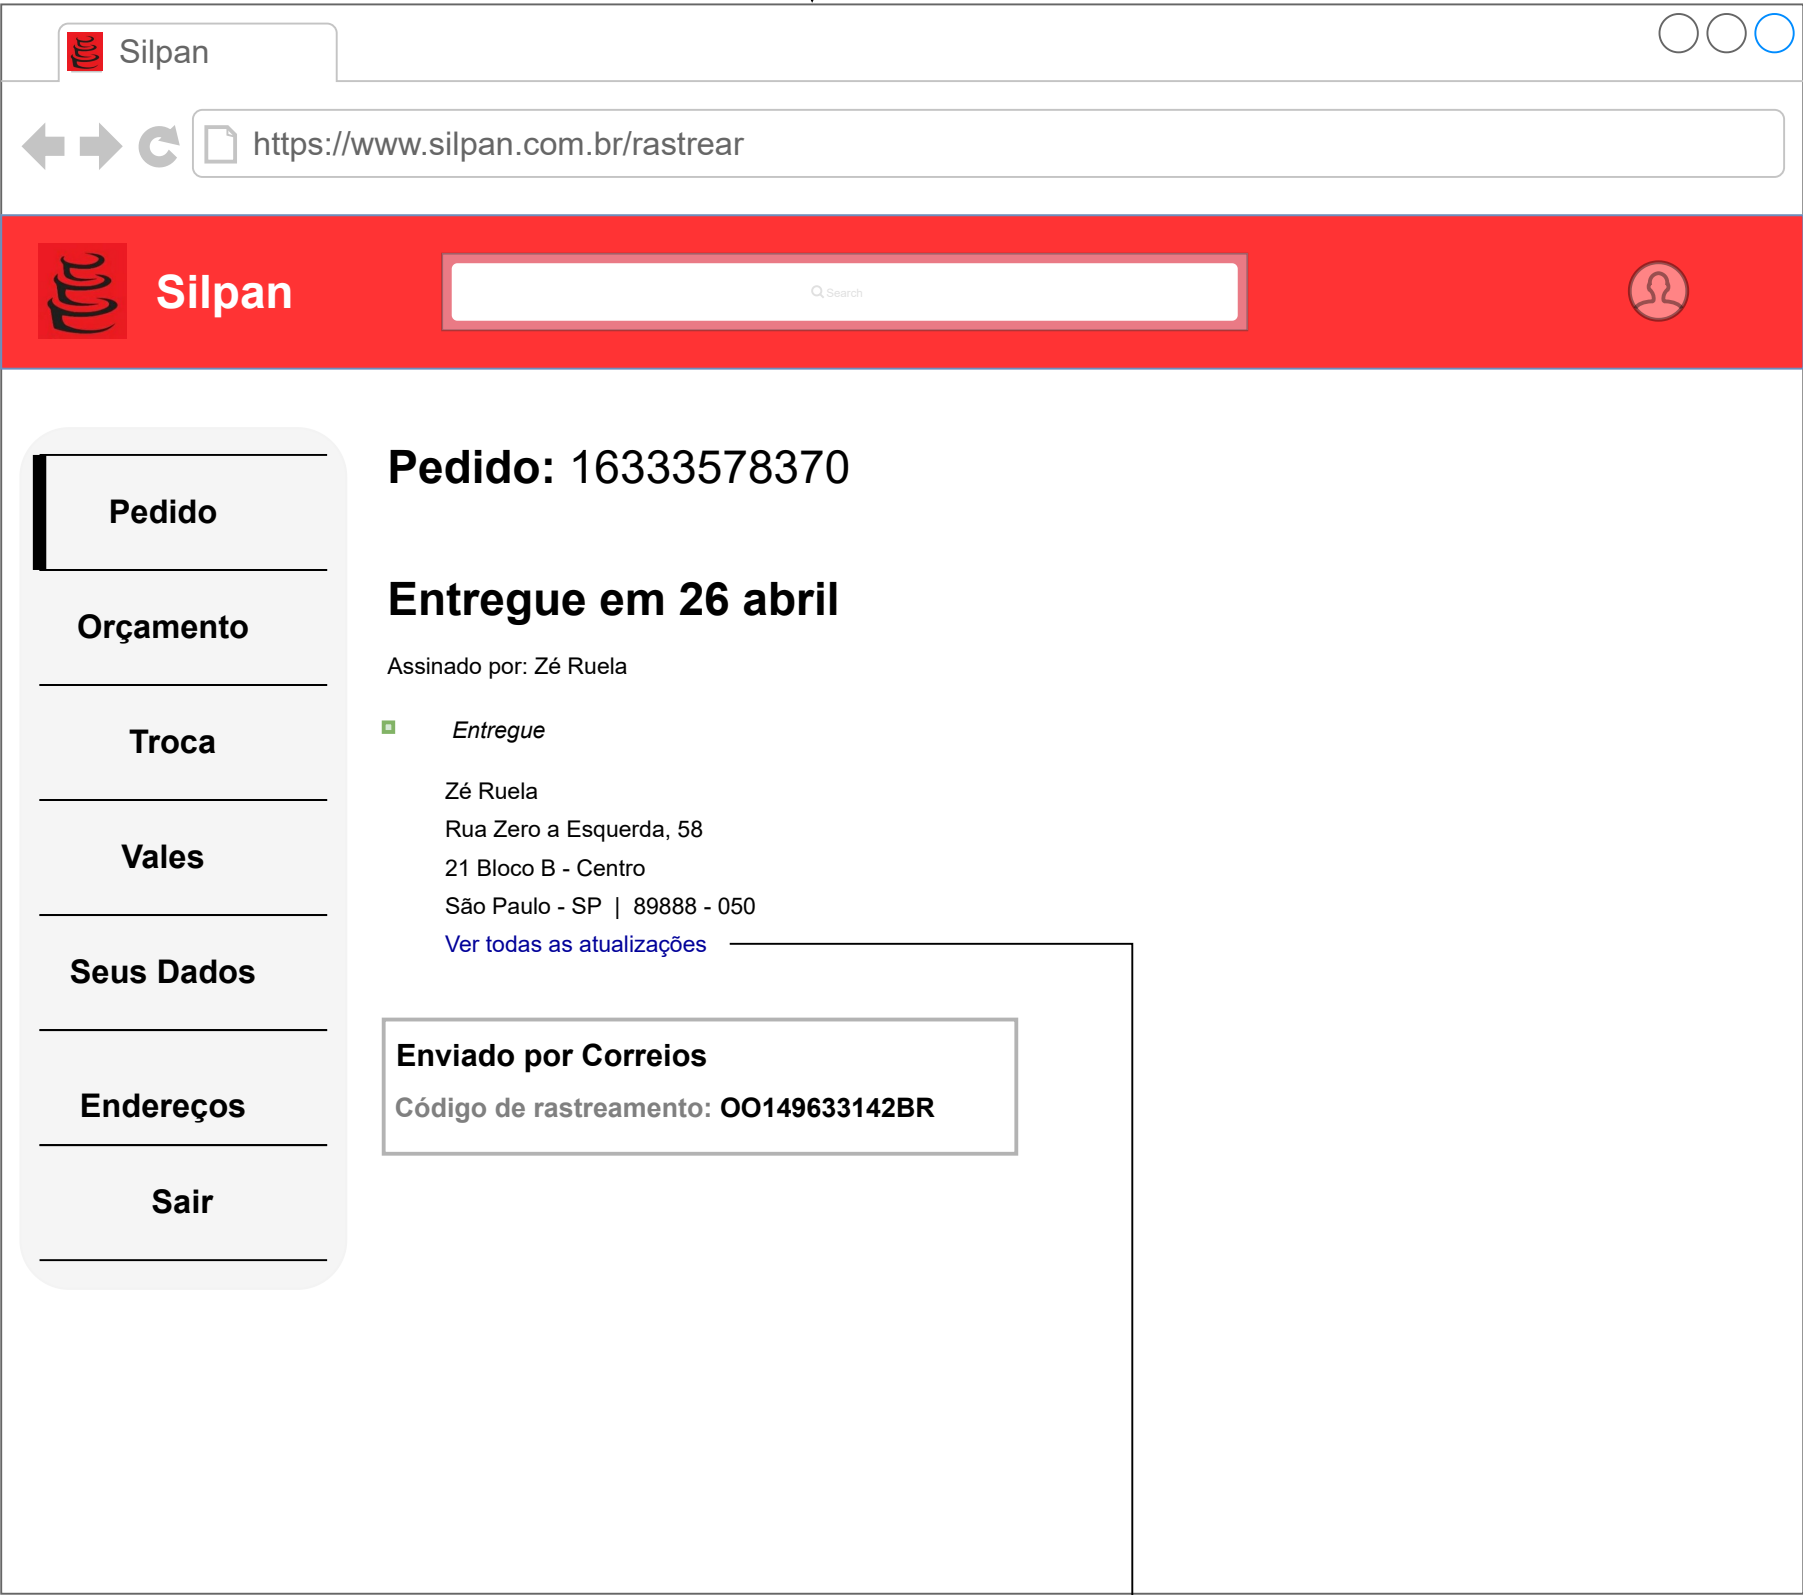 Silpan
https://www.silpan.com.br/rastrear
Silpan
Search
Pedido
Orçamento
Troca
Vales
Seus Dados
Endereços
Sair
Pedido: 16333578370
Entregue em 26 abril
Assinado por: Zé Ruela
Entregue
Zé Ruela
Rua Zero a Esquerda, 58
21 Bloco B - Centro
São Paulo - SP | 89888 - 050
Ver todas as atualizações
Enviado por Correios
Código de rastreamento: OO149633142BR